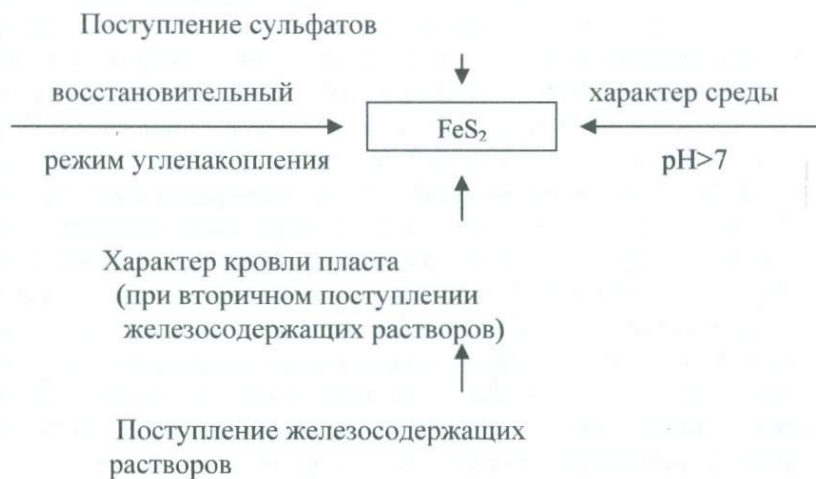 Поступление сульфатов
восстановительный
характер среды
FeS₂
режим угленакопления
pH>7
Характер кровли пласта
(при вторичном поступлении
железосодержащих растворов)
Поступление железосодержащих
растворов